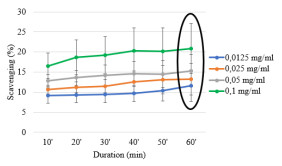 Scavenging (%)
30
25
20
15
10
5
0
10' 20' 30' 40' 50' 60'
Duration (min)
0,0125 mg/ml
0,025 mg/ml
0,05 mg/ml
0,1 mg/ml